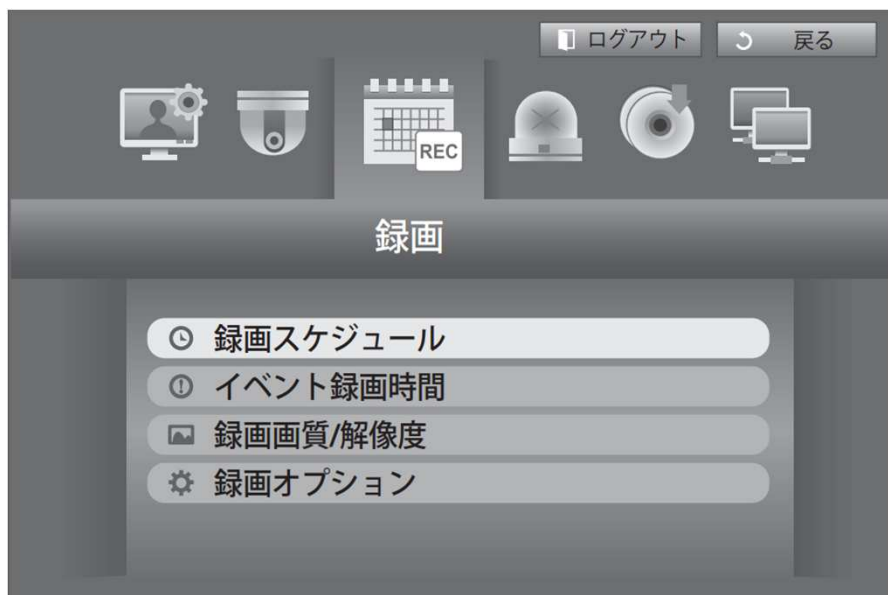 ログアウト
戻る
REC
録画
録画スケジュール
イベント録画時間
録画画質/解像度
録画オプション